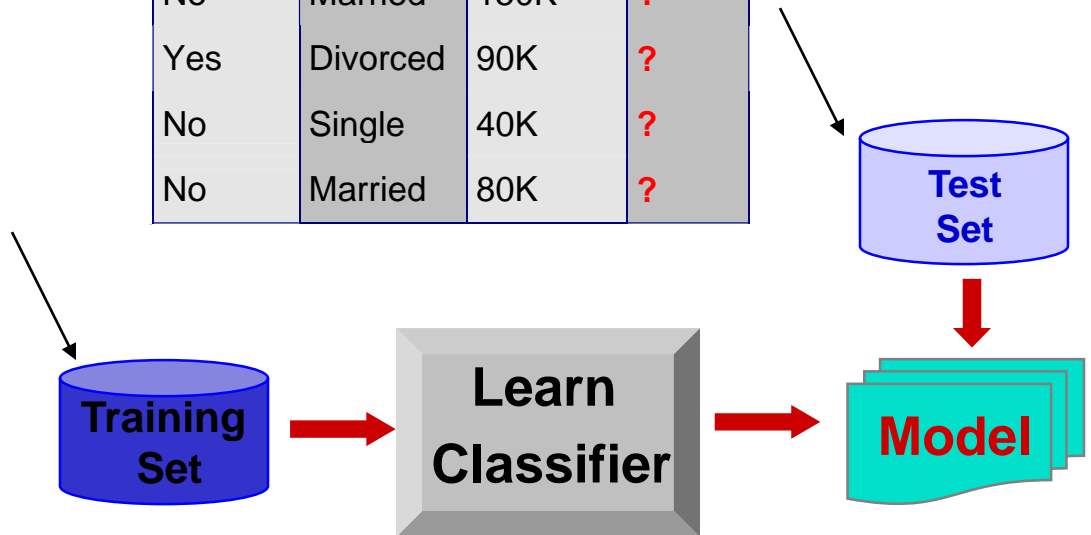 Yes Divorced 90K ?
No Single 40K ?
No Married 80K ?
Test
Set
Training
Set
Learn
Classifier
Model